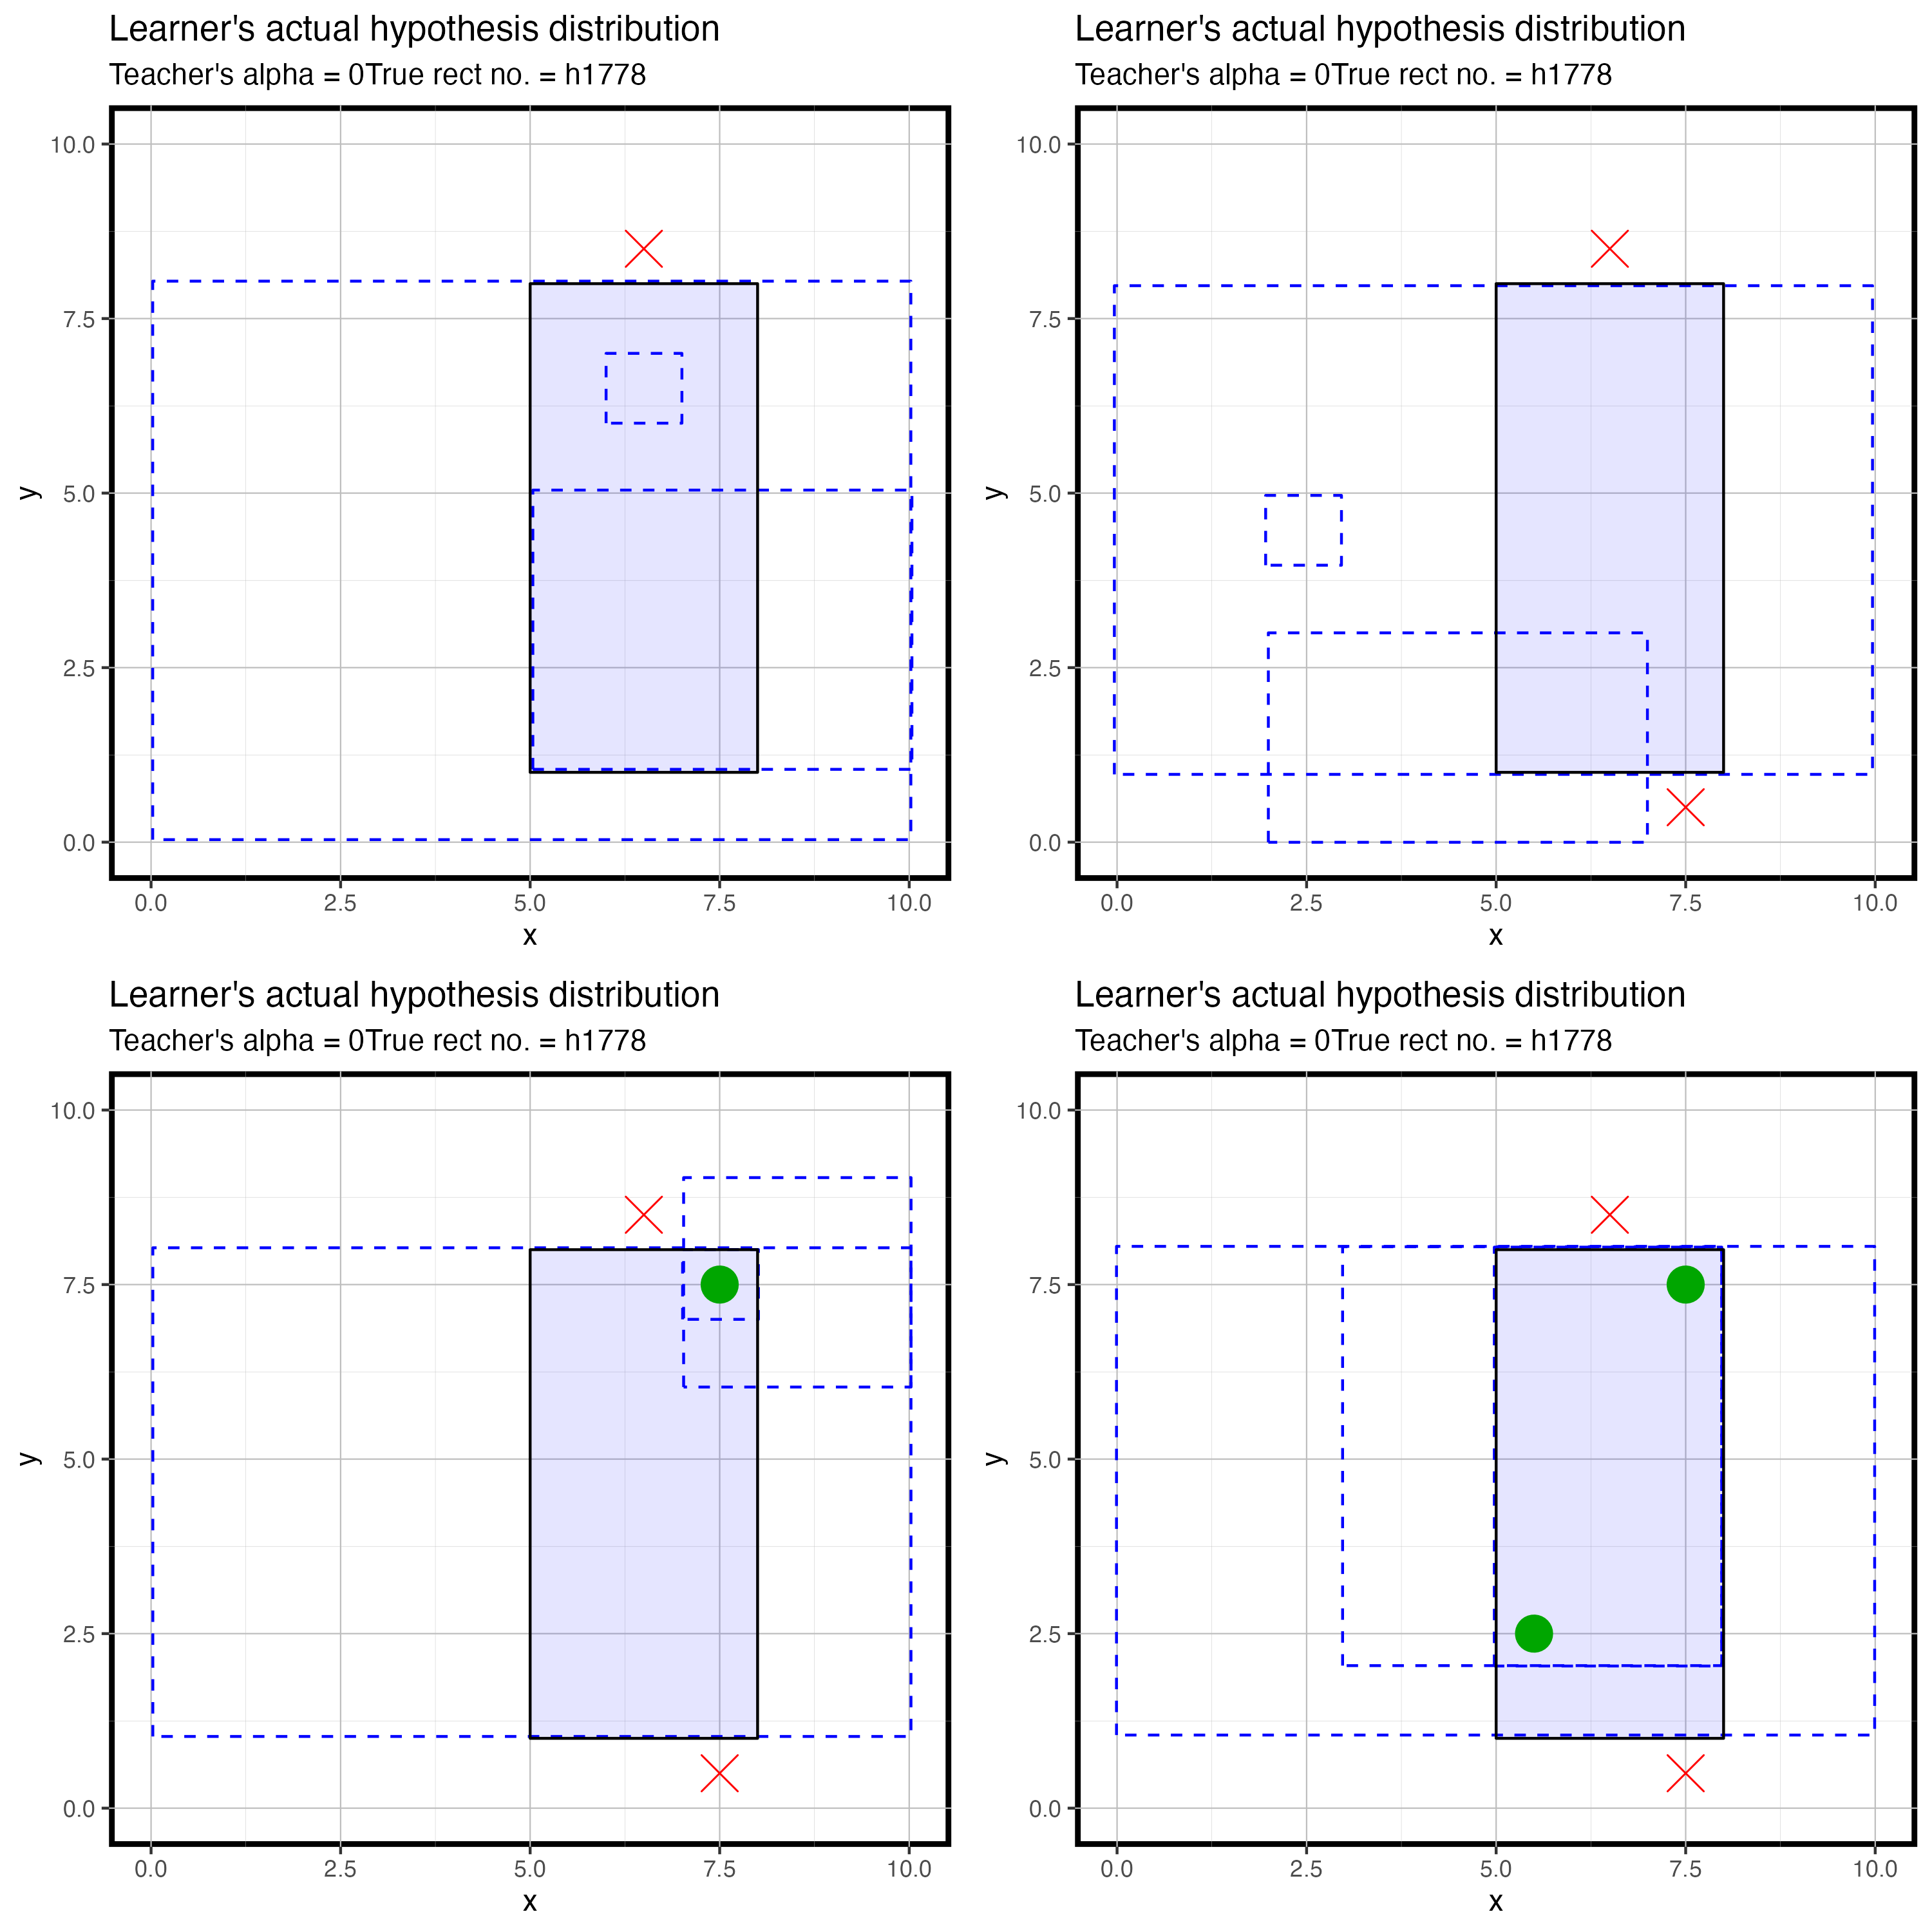 Learner's actual hypothesis distribution
Teacher's alpha = 0True rect no. = h1778
10.0
7.5
5.0
2.5
0.0
y
0.0 2.5 5.0 7.5 10.0
x
Learner's actual hypothesis distribution
Teacher's alpha = 0True rect no. = h1778
10.0
7.5
5.0
2.5
0.0
y
0.0 2.5 5.0 7.5 10.0
x
Learner's actual hypothesis distribution
Teacher's alpha = 0True rect no. = h1778
10.0
7.5
5.0
2.5
0.0
y
0.0 2.5 5.0 7.5 10.0
x
Learner's actual hypothesis distribution
Teacher's alpha = 0True rect no. = h1778
10.0
7.5
5.0
2.5
0.0
y
0.0 2.5 5.0 7.5 10.0
x